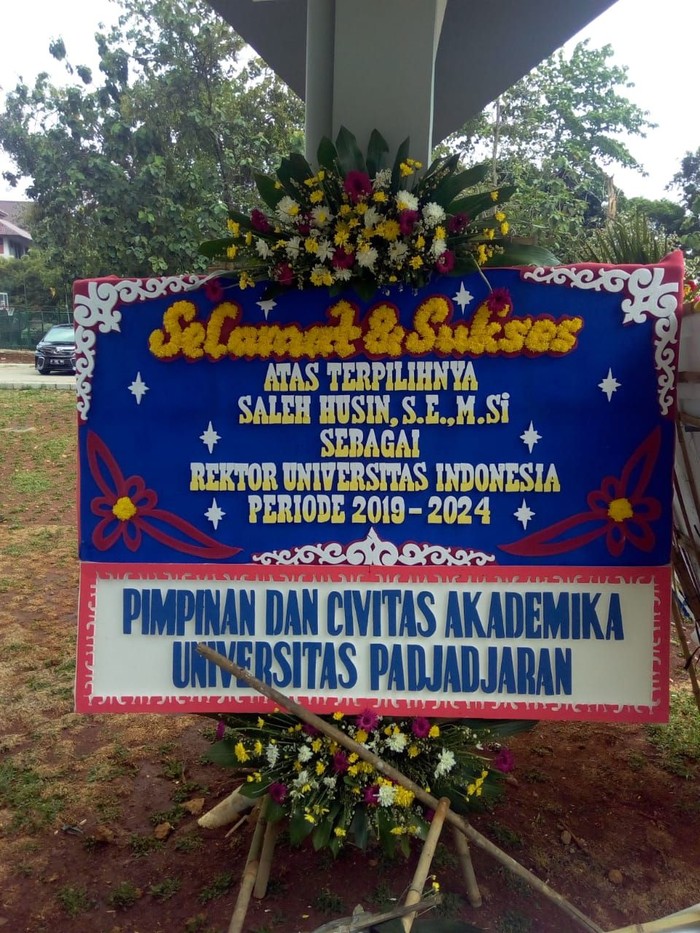 Selamat & Sukses
ATAS TERPILIHNYA
SALEH HUSIN, S.E., M.Si
SEBAGAI
REKTOR UNIVERSITAS INDONESIA
PERIODE 2019 - 2024
PIMPINAN DAN CIVITAS AKADEMIKA
UNIVERSITAS PADJADJARAN